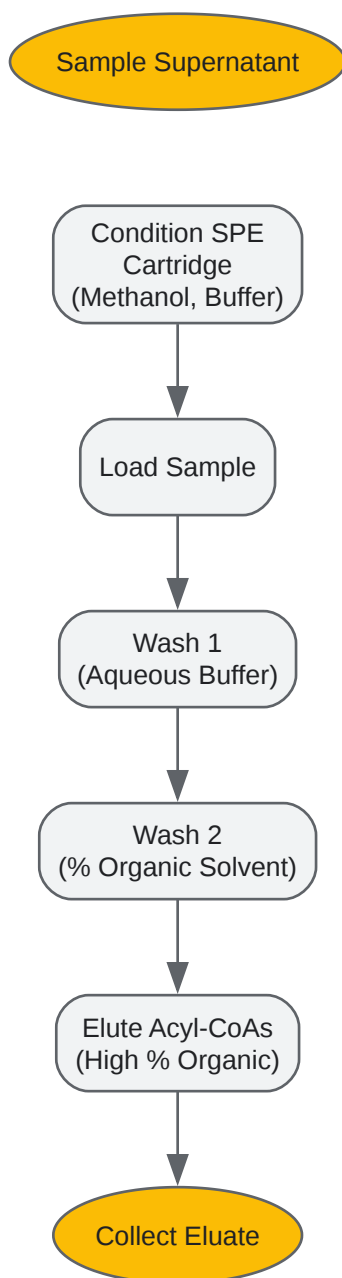 Sample Supernatant
Condition SPE
Cartridge
(Methanol, Buffer)
Load Sample
Wash 1
(Aqueous Buffer)
Wash 2
(% Organic Solvent)
Elute Acyl-CoAs
(High % Organic)
Collect Eluate